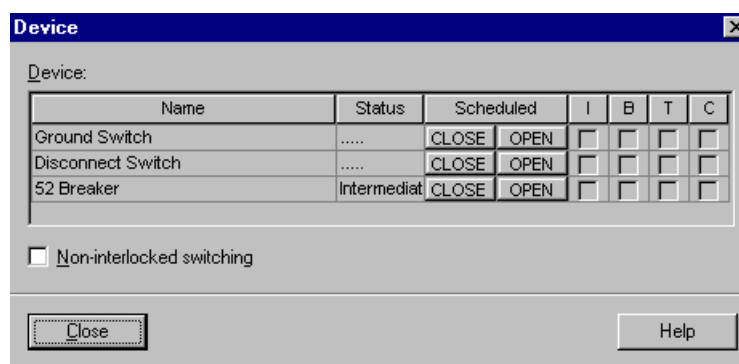 Device
Device:
Name Status Scheduled I B T C
Ground Switch ..... CLOSE OPEN
Disconnect Switch ..... CLOSE OPEN
52 Breaker Intermediat CLOSE OPEN
Non-interlocked switching
Close Help